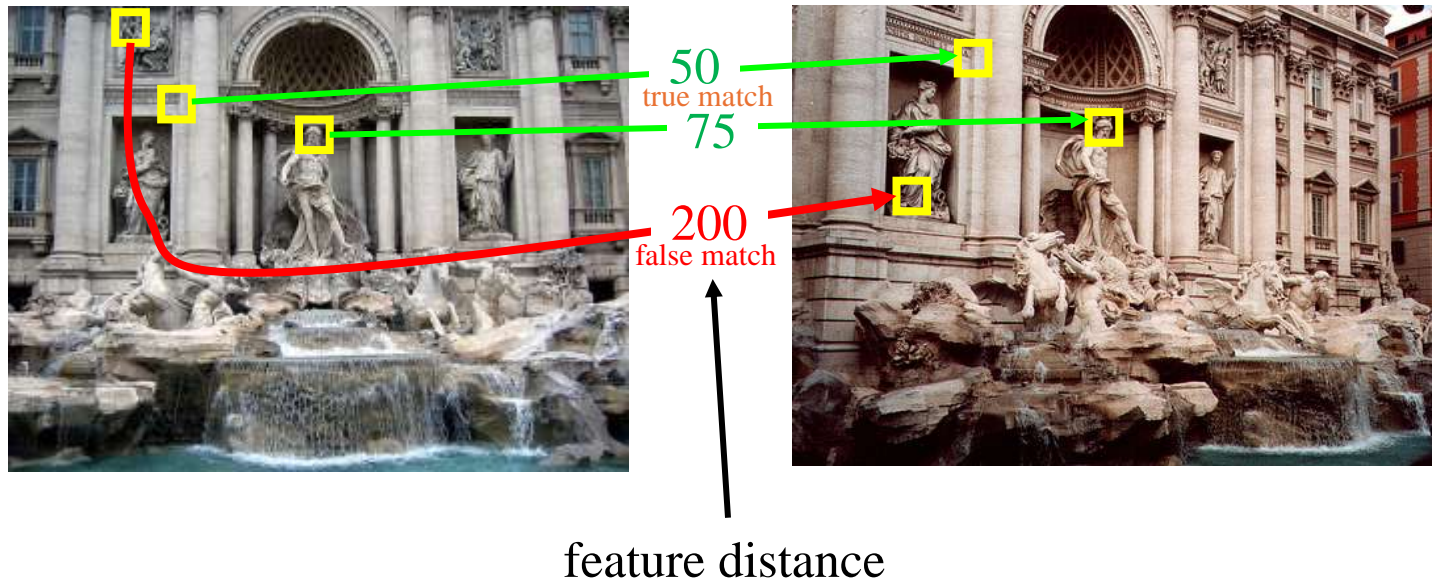 50
true match
75
200
false match
feature distance